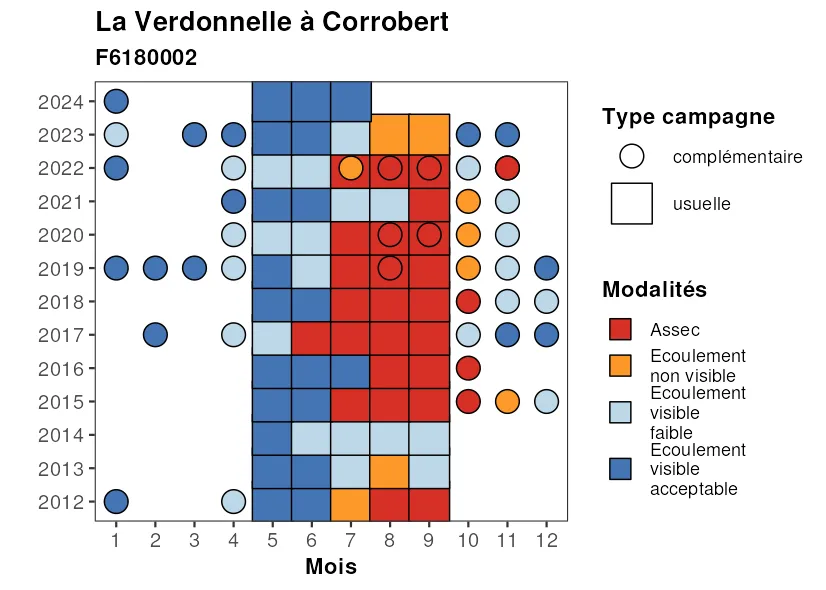 La Verdonnelle à Corrobert
F6180002
2024
2023
2022
2021
2020
2019
2018
2017
2016
2015
2014
2013
2012
1 2 3 4 5 6 7 8 9 10 11 12
Mois
Type campagne
complémentaire
usuelle
Modalités
Assec
Ecoulement
non visible
Ecoulement
visible
faible
Ecoulement
visible
acceptable